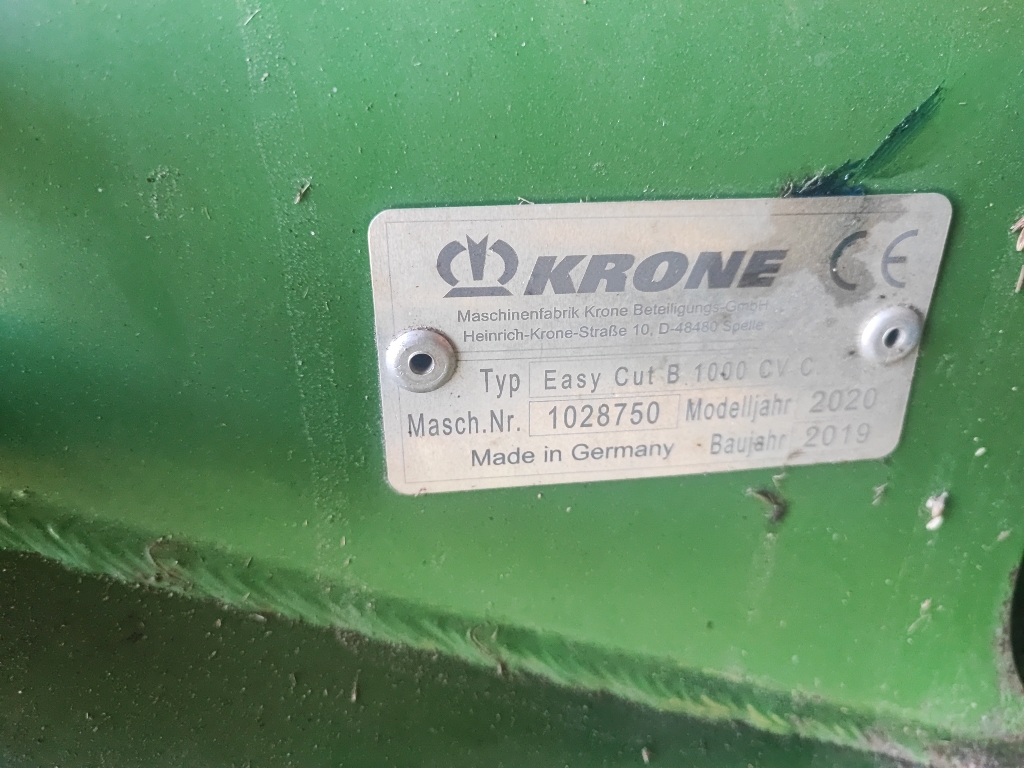 KRONE CE
Maschinenfabrik Krone Beteiligungs-GmbH
Heinrich-Krone-Straße 10, D-48480 Spelle
Typ Easy Cut B 1000 CV C
Masch.Nr. 1028750 Modelljahr 2020
Made in Germany Baujahr 2019